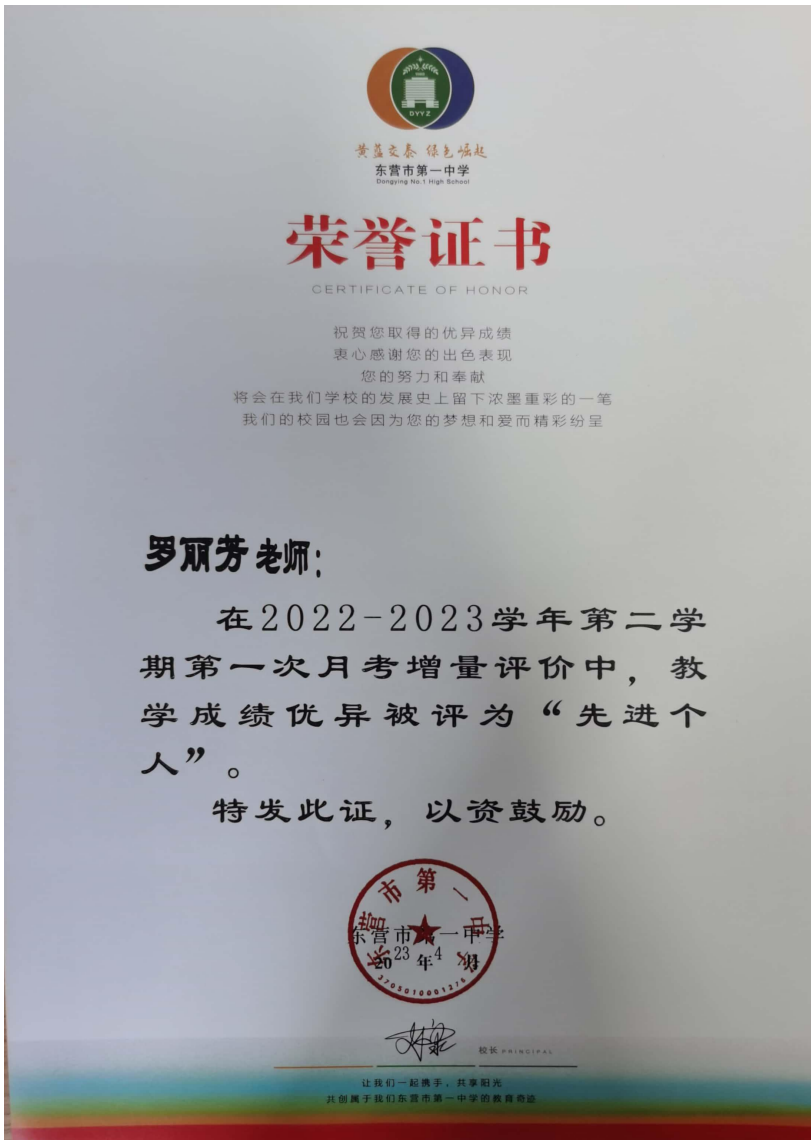 DYYZ
黄蓝交泰 绿色崛起
东营市第一中学
Dongying No.1 High School
荣誉证书
CERTIFICATE OF HONOR
祝贺您取得的优异成绩
衷心感谢您的出色表现
您的努力和奉献
将会在我们学校的发展史上留下浓墨重彩的一笔
我们的校园也会因为您的梦想和爱而精彩纷呈
罗丽芳老师:
在2022-2023学年第二学
期第一次月考增量评价中，教
学成绩优异被评为“先进个
人”。
特发此证，以资鼓励。
东营市第一中学
东营市第一中学
2023年4月
3705010001276
校长 PRINCIPAL
让我们一起携手，共享阳光
共创属于我们东营市第一中学的教育奇迹